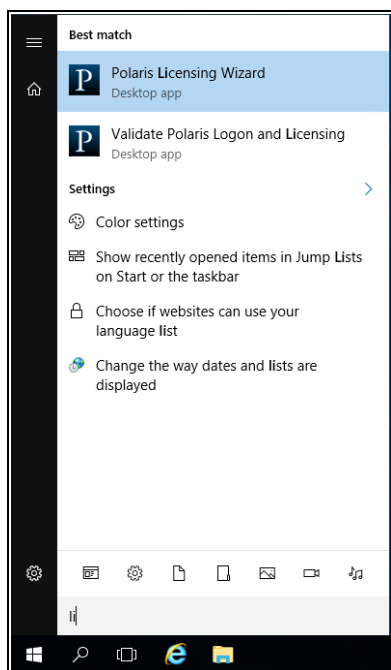 Best match
Polaris Licensing Wizard
Desktop app
Validate Polaris Logon and Licensing
Desktop app
Settings
Color settings
Show recently opened items in Jump Lists
on Start or the taskbar
Choose if websites can use your
language list
Change the way dates and lists are
displayed
li